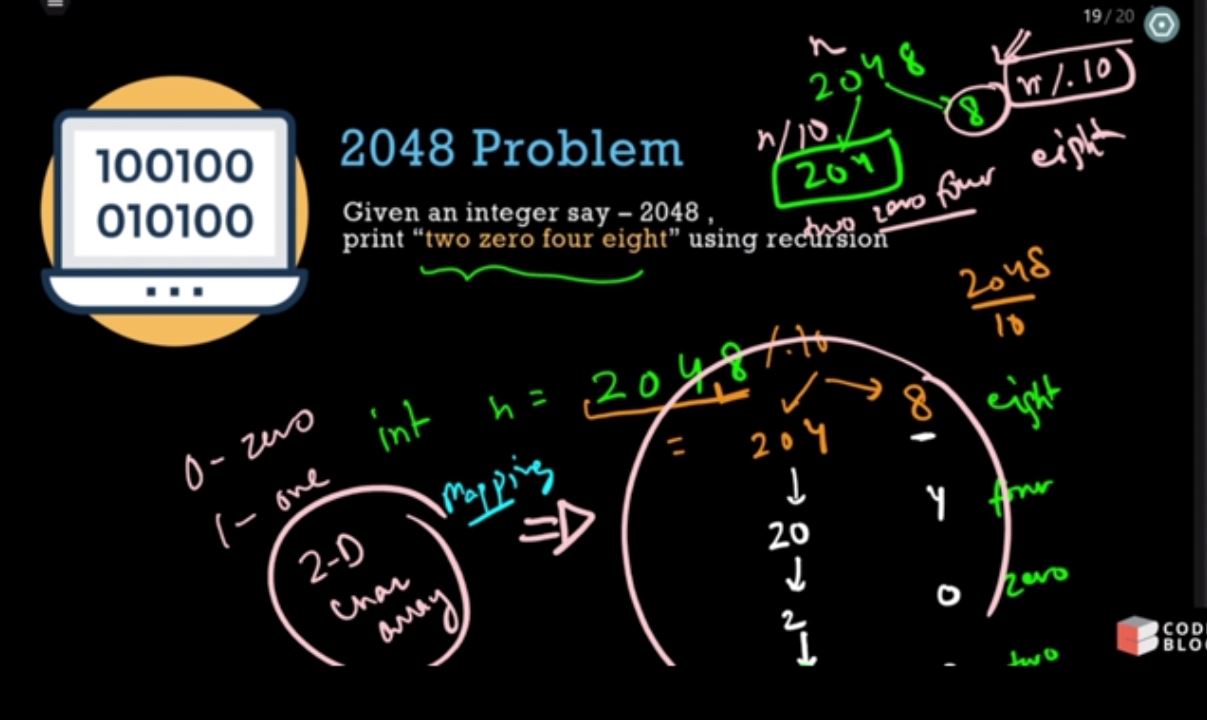 19 / 20
n
2048
8
n%10
n/10
204
two zero four eight
100100
010100
2048 Problem
Given an integer say – 2048 ,
print “two zero four eight” using recursion
2048
10
int n = 2048 %10
8
eight
= 204
0 - zero
1 - one
mapping
=>
2-D
char
array
4
four
20
0
zero
2
two
CODI
BLOC